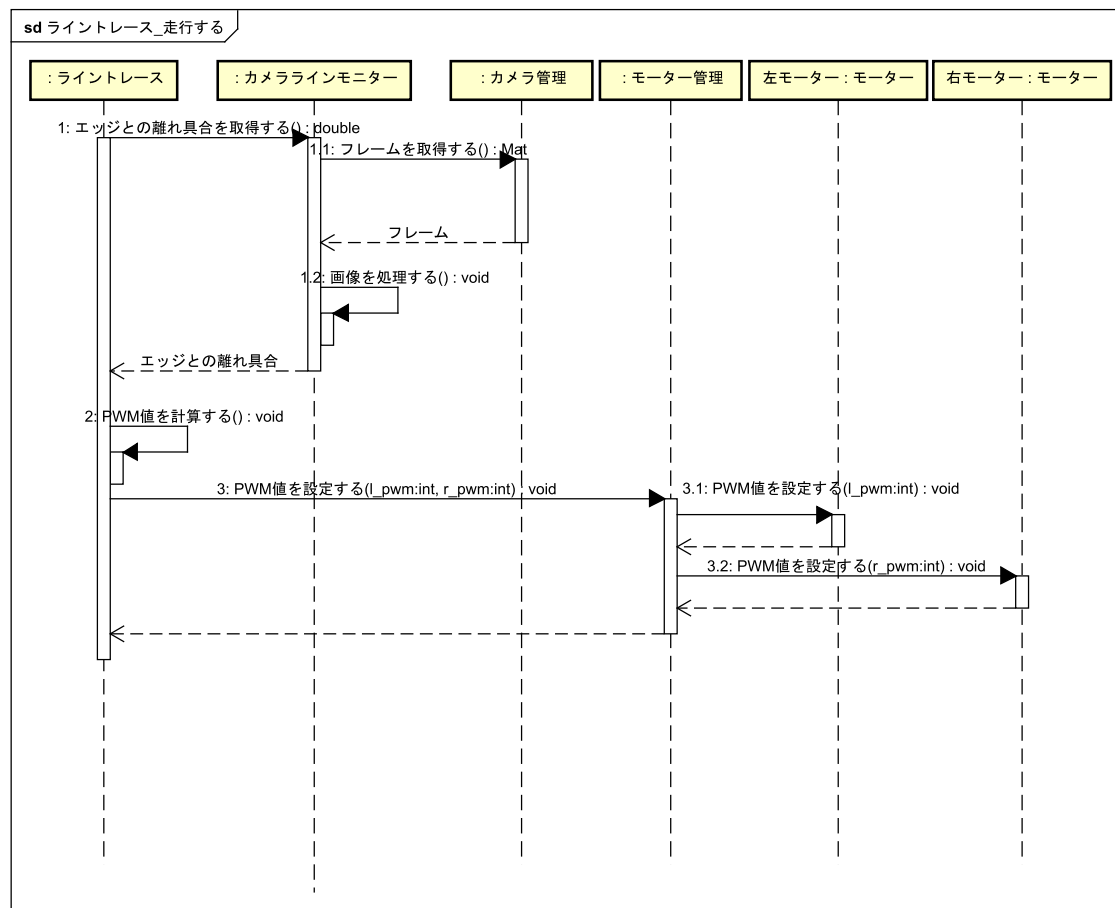 sd ライントレース_走行する
: ライントレース
: カメララインモニター
: カメラ管理
: モーター管理
左モーター : モーター
右モーター : モーター
1: エッジとの離れ具合を取得する() : double
1.1: フレームを取得する() : Mat
フレーム
1.2: 画像を処理する() : void
エッジとの離れ具合
2: PWM値を計算する() : void
3: PWM値を設定する(l_pwm:int, r_pwm:int) : void
3.1: PWM値を設定する(l_pwm:int) : void
3.2: PWM値を設定する(r_pwm:int) : void